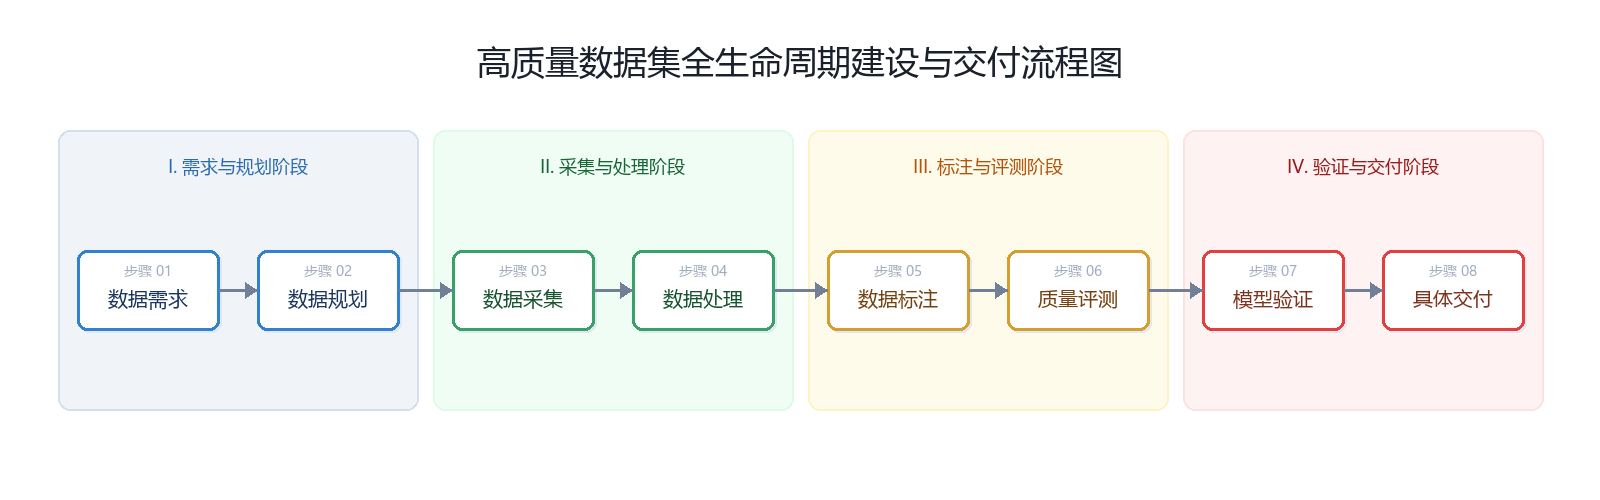 高质量数据集全生命周期建设与交付流程图
I. 需求与规划阶段
步骤 01
数据需求
步骤 02
数据规划
II. 采集与处理阶段
步骤 03
数据采集
步骤 04
数据处理
III. 标注与评测阶段
步骤 05
数据标注
步骤 06
质量评测
IV. 验证与交付阶段
步骤 07
模型验证
步骤 08
具体交付